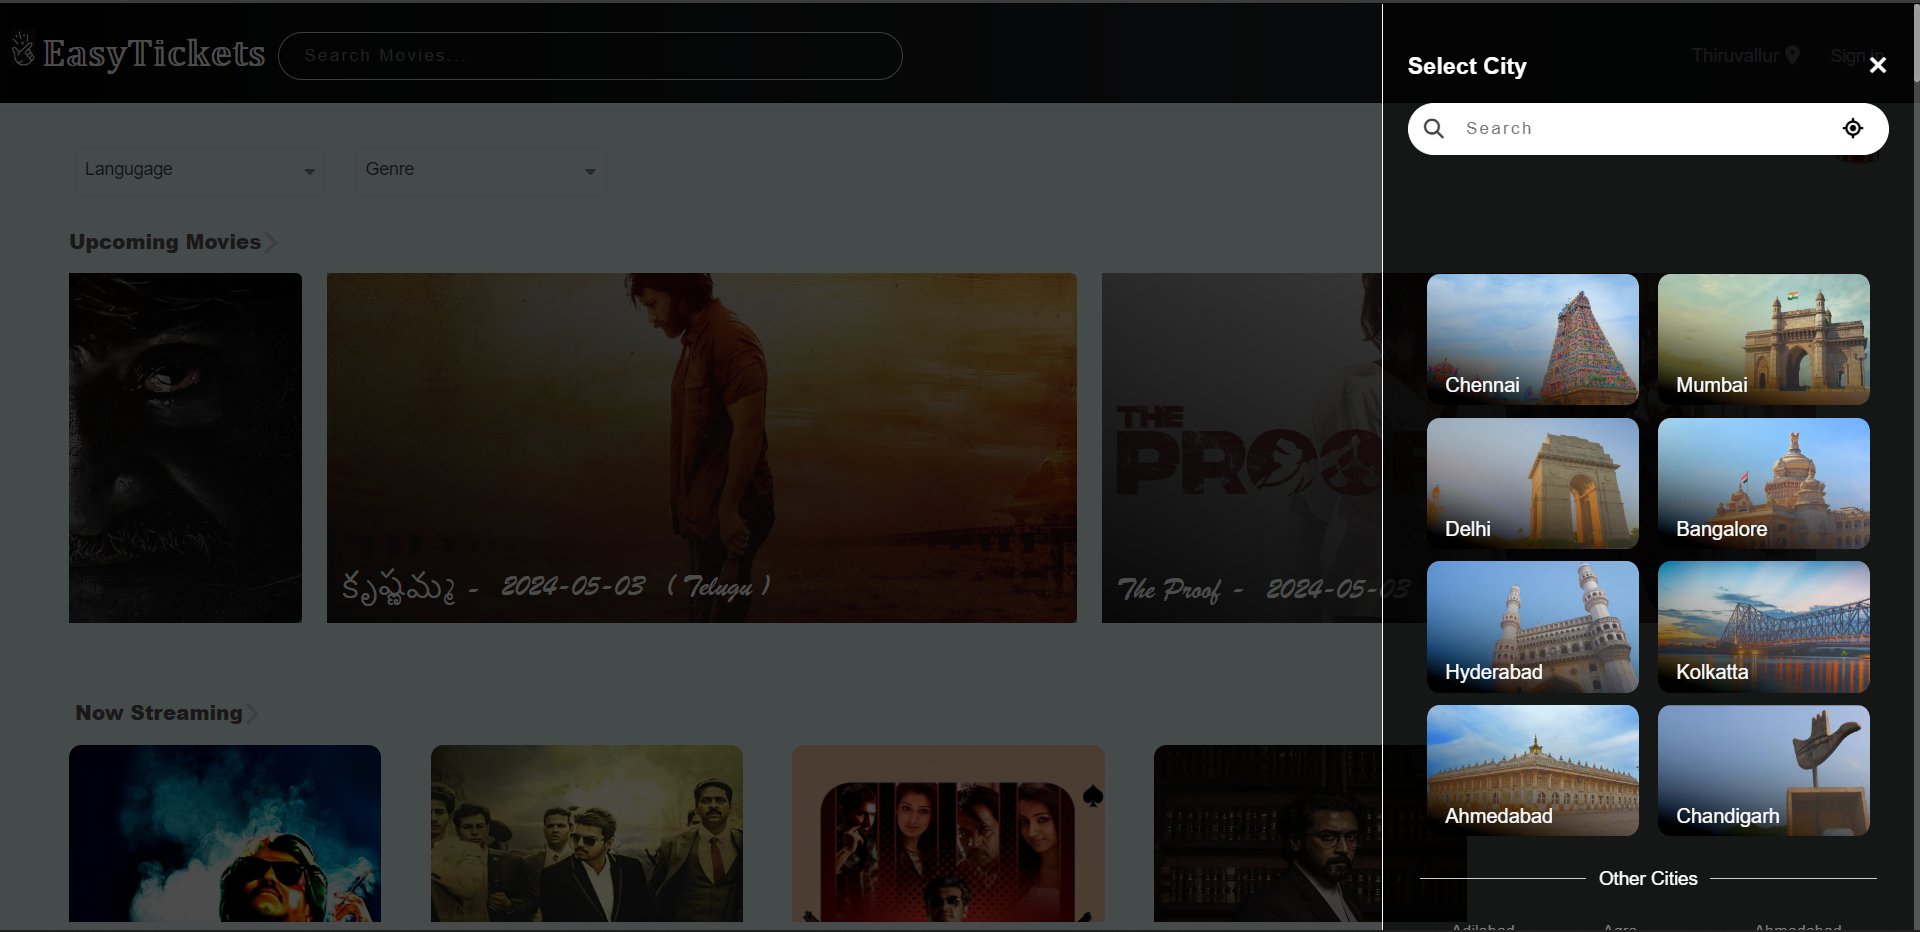 EasyTickets
Search Movies...
Thiruvallur
Sign in
Select City
Search
Langugage
Genre
Upcoming Movies
కృష్ణమ్మ - 2024-05-03 ( Telugu )
THE
PROOF
The Proof - 2024-05-03
Chennai
Mumbai
Delhi
Bangalore
Hyderabad
Kolkatta
Ahmedabad
Chandigarh
Now Streaming
Other Cities
Adilabad
Agra
Ahmedabad